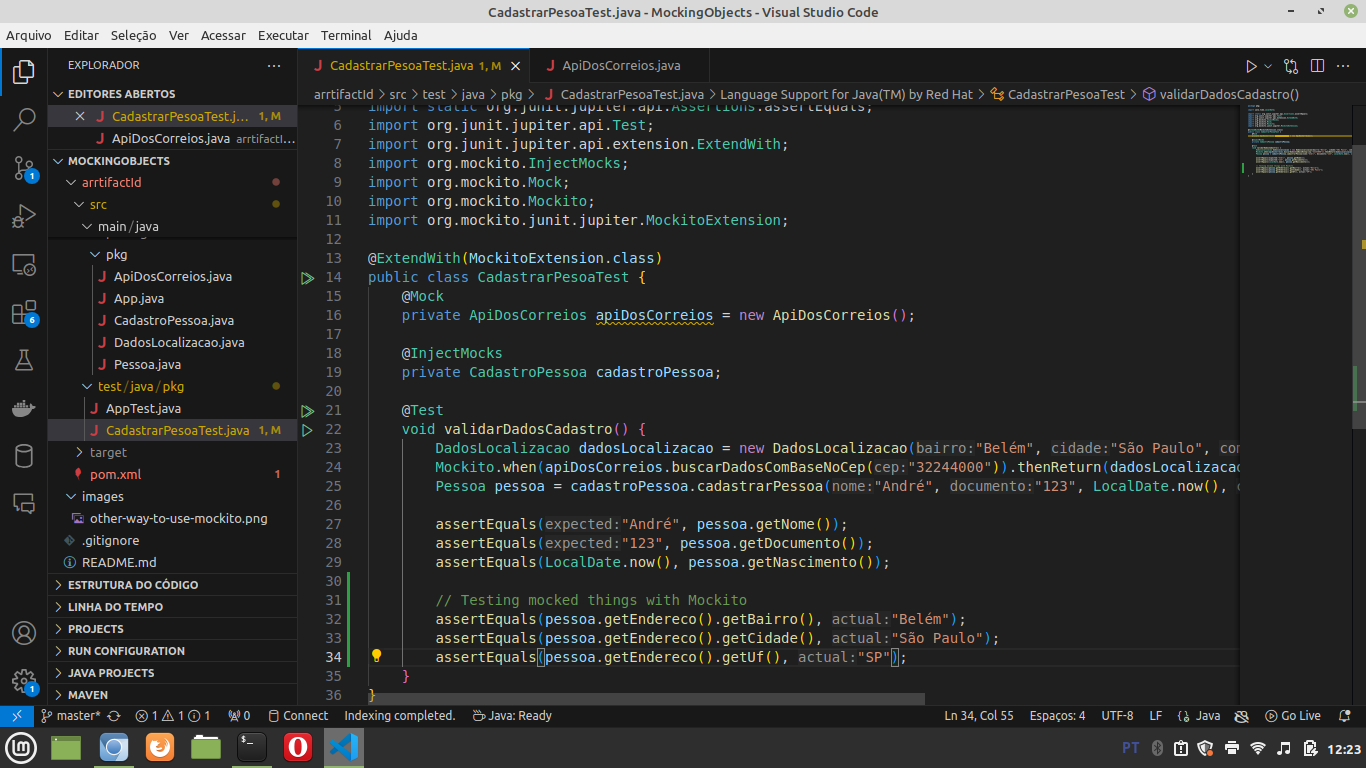 CadastrarPesoaTest.java - MockingObjects - Visual Studio Code
Arquivo Editar Seleção Ver Acessar Executar Terminal Ajuda
EXPLORADOR
EDITORES ABERTOS
CadastrarPesoaTest.j... 1, M
ApiDosCorreios.java arrtifactI...
MOCKINGOBJECTS
arrtifactId
src
main/java
pkg
ApiDosCorreios.java
App.java
CadastroPessoa.java
DadosLocalizacao.java
Pessoa.java
test/java/pkg
AppTest.java
CadastrarPesoaTest.java 1, M
target
pom.xml 1
images
other-way-to-use-mockito.png
.gitignore
README.md
ESTRUTURA DO CÓDIGO
LINHA DO TEMPO
PROJECTS
RUN CONFIGURATION
JAVA PROJECTS
MAVEN
1
6
1
CadastrarPesoaTest.java 1, M
ApiDosCorreios.java
arrtifactId > src > test > java > pkg > CadastrarPesoaTest.java > Language Support for Java(TM) by Red Hat > CadastrarPesoaTest > validarDadosCadastro()
5 import static org.junit.jupiter.api.Assertions.assertEquals;
6 import org.junit.jupiter.api.Test;
7 import org.junit.jupiter.api.extension.ExtendWith;
8 import org.mockito.InjectMocks;
9 import org.mockito.Mock;
10 import org.mockito.Mockito;
11 import org.mockito.junit.jupiter.MockitoExtension;
12
13 @ExtendWith(MockitoExtension.class)
14 public class CadastrarPesoaTest {
15 @Mock
16 private ApiDosCorreios apiDosCorreios = new ApiDosCorreios();
17
18 @InjectMocks
19 private CadastroPessoa cadastroPessoa;
20
21 @Test
22 void validarDadosCadastro() {
23 DadosLocalizacao dadosLocalizacao = new DadosLocalizacao(bairro:"Belém", cidade:"São Paulo", com
24 Mockito.when(apiDosCorreios.buscarDadosComBaseNoCep(cep:"32244000")).thenReturn(dadosLocalizacao
25 Pessoa pessoa = cadastroPessoa.cadastrarPessoa(nome:"André", documento:"123", LocalDate.now(),
26
27 assertEquals(expected:"André", pessoa.getNome());
28 assertEquals(expected:"123", pessoa.getDocumento());
29 assertEquals(LocalDate.now(), pessoa.getNascimento());
30
31 // Testing mocked things with Mockito
32 assertEquals(pessoa.getEndereco().getBairro(), actual:"Belém");
33 assertEquals(pessoa.getEndereco().getCidade(), actual:"São Paulo");
34 assertEquals(pessoa.getEndereco().getUf(), actual:"SP");
35 }
36 }
master* 1 1 1 0 Connect Indexing completed. Java: Ready Ln 34, Col 55 Espaços: 4 UTF-8 LF {} Java Go Live
PT 12:23